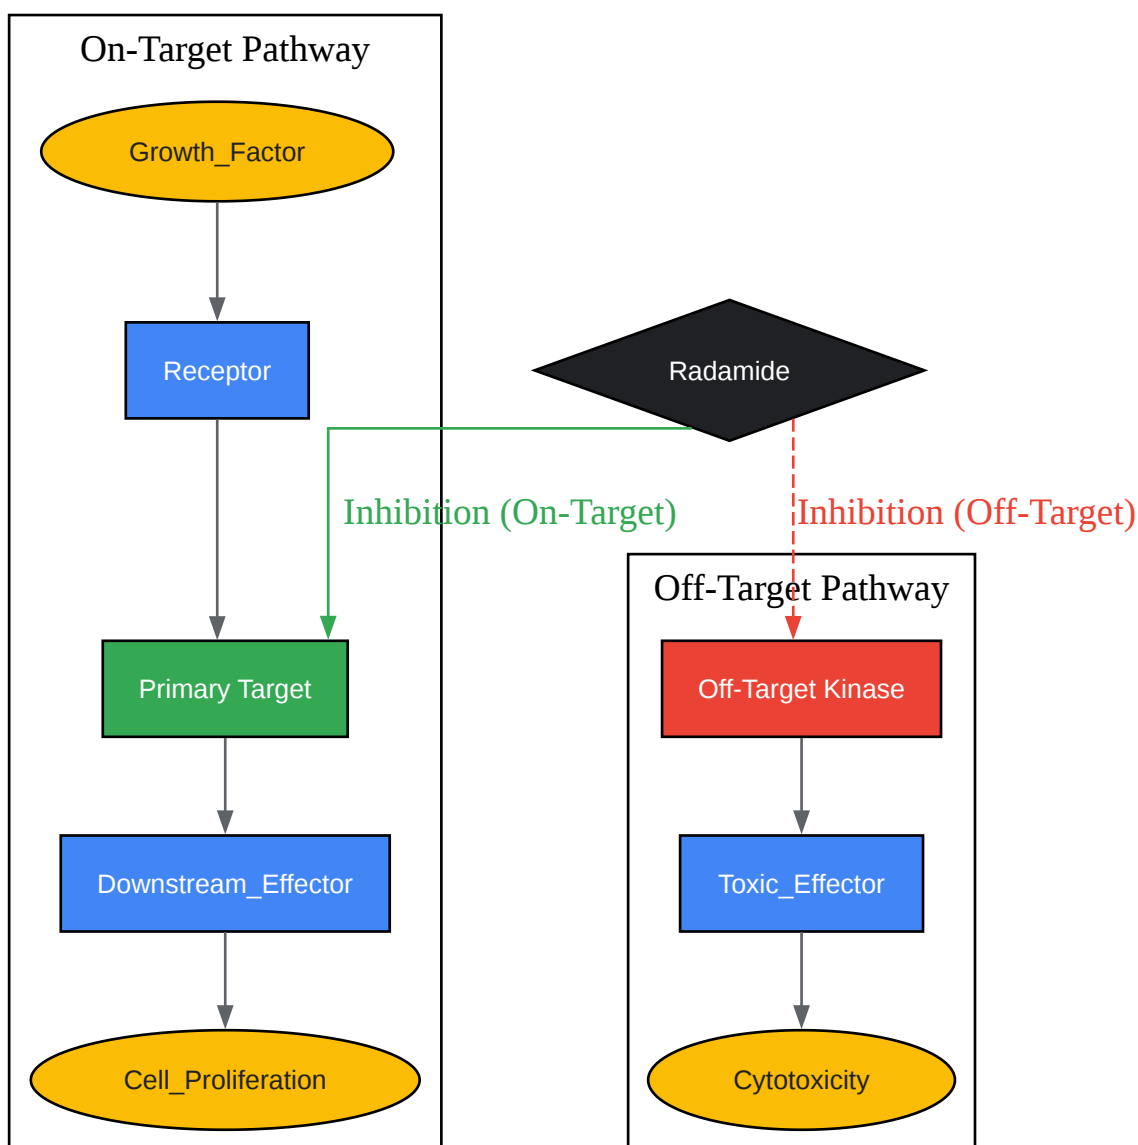 On-Target Pathway
Growth_Factor
Receptor
Radamide
Inhibition (On-Target)
Inhibition (Off-Target)
Off-Target Pathway
Primary Target
Off-Target Kinase
Downstream_Effector
Toxic_Effector
Cell_Proliferation
Cytotoxicity